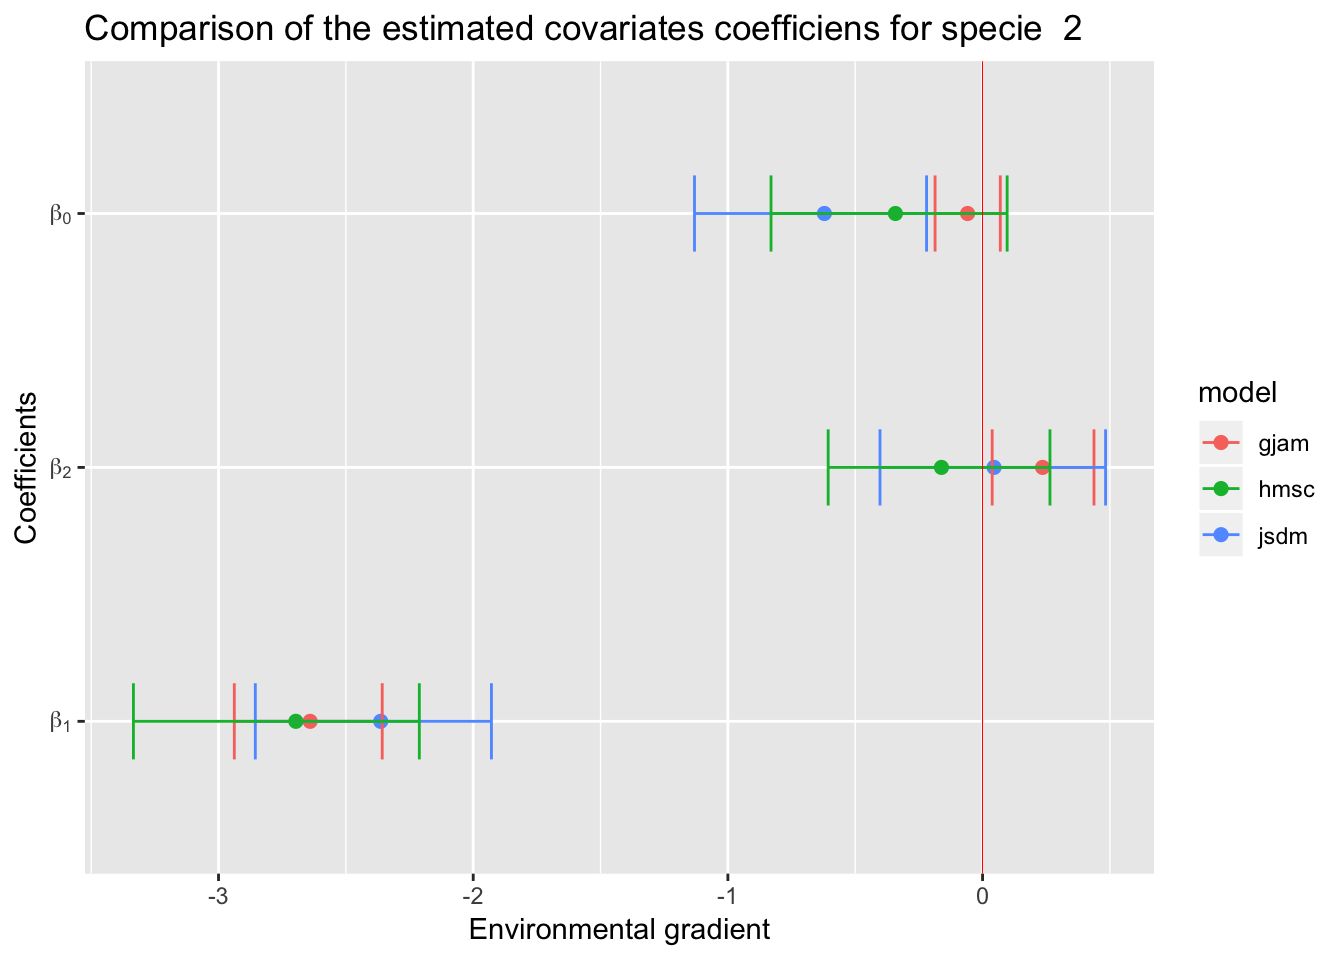 Comparison of the estimated covariates coefficiens for specie  2
Coefficients
β0
β2
β1
-3
-2
-1
0
Environmental gradient
model
gjam
hmsc
jsdm